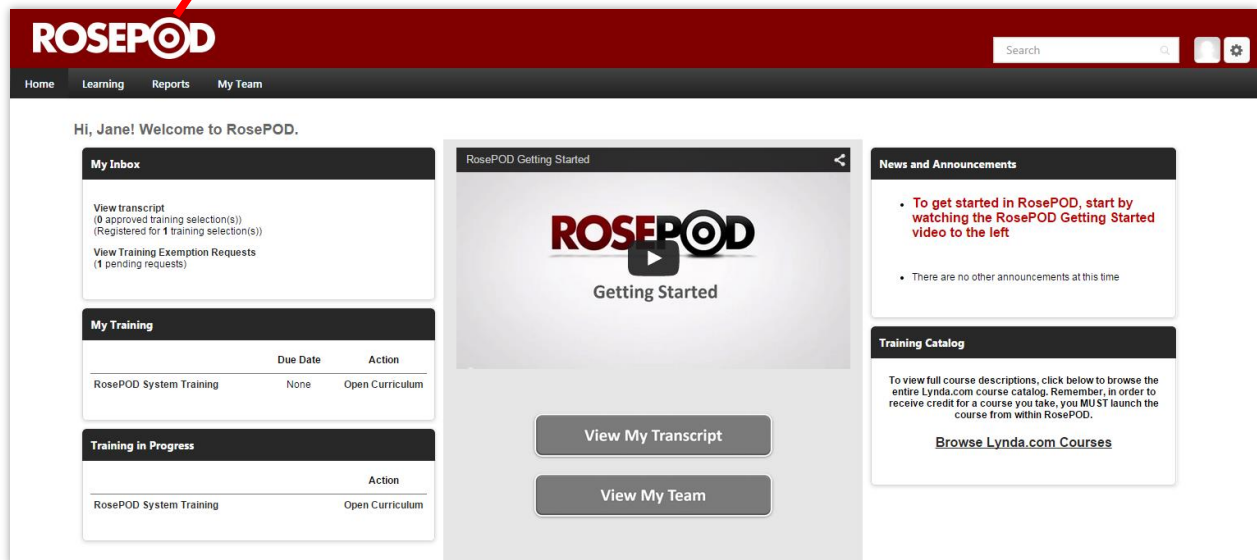 ROSEPOD
Search
Home Learning Reports My Team
Hi, Jane! Welcome to RosePOD.
My Inbox
View transcript
(0 approved training selection(s))
(Registered for 1 training selection(s))
View Training Exemption Requests
(1 pending requests)
My Training
Due Date Action
RosePOD System Training None Open Curriculum
Training in Progress
Action
RosePOD System Training Open Curriculum
RosePOD Getting Started
ROSEPOD
Getting Started
View My Transcript
View My Team
News and Announcements
• To get started in RosePOD, start by
watching the RosePOD Getting Started
video to the left
• There are no other announcements at this time
Training Catalog
To view full course descriptions, click below to browse the
entire Lynda.com course catalog. Remember, in order to
receive credit for a course you take, you MUST launch the
course from within RosePOD.
Browse Lynda.com Courses